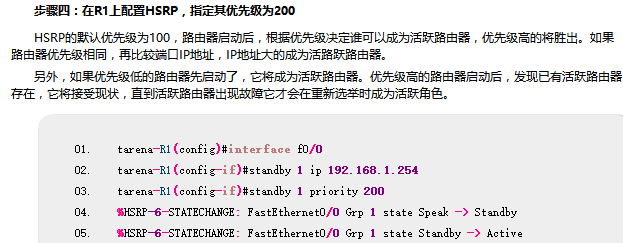 步骤四：在R1上配置HSRP，指定其优先级为200
HSRP的默认优先级为100，路由器启动后，根据优先级决定谁可以成为活跃路由器，优先级高的将胜出。如果
路由器优先级相同，再比较端口IP地址，IP地址大的成为活路跃路由器。
另外，如果优先级低的路由器先启动了，它将成为活跃路由器。优先级高的路由器启动后，发现已有活跃路由器
存在，它将接受现状，直到活跃路由器出现故障它才会在重新选举时成为活跃角色。
01. tarena-R1(config)#interface f0/0
02. tarena-R1(config-if)#standby 1 ip 192.168.1.254
03. tarena-R1(config-if)#standby 1 priority 200
04. %HSRP-6-STATECHANGE: FastEthernet0/0 Grp 1 state Speak -> Standby
05. %HSRP-6-STATECHANGE: FastEthernet0/0 Grp 1 state Standby -> Active